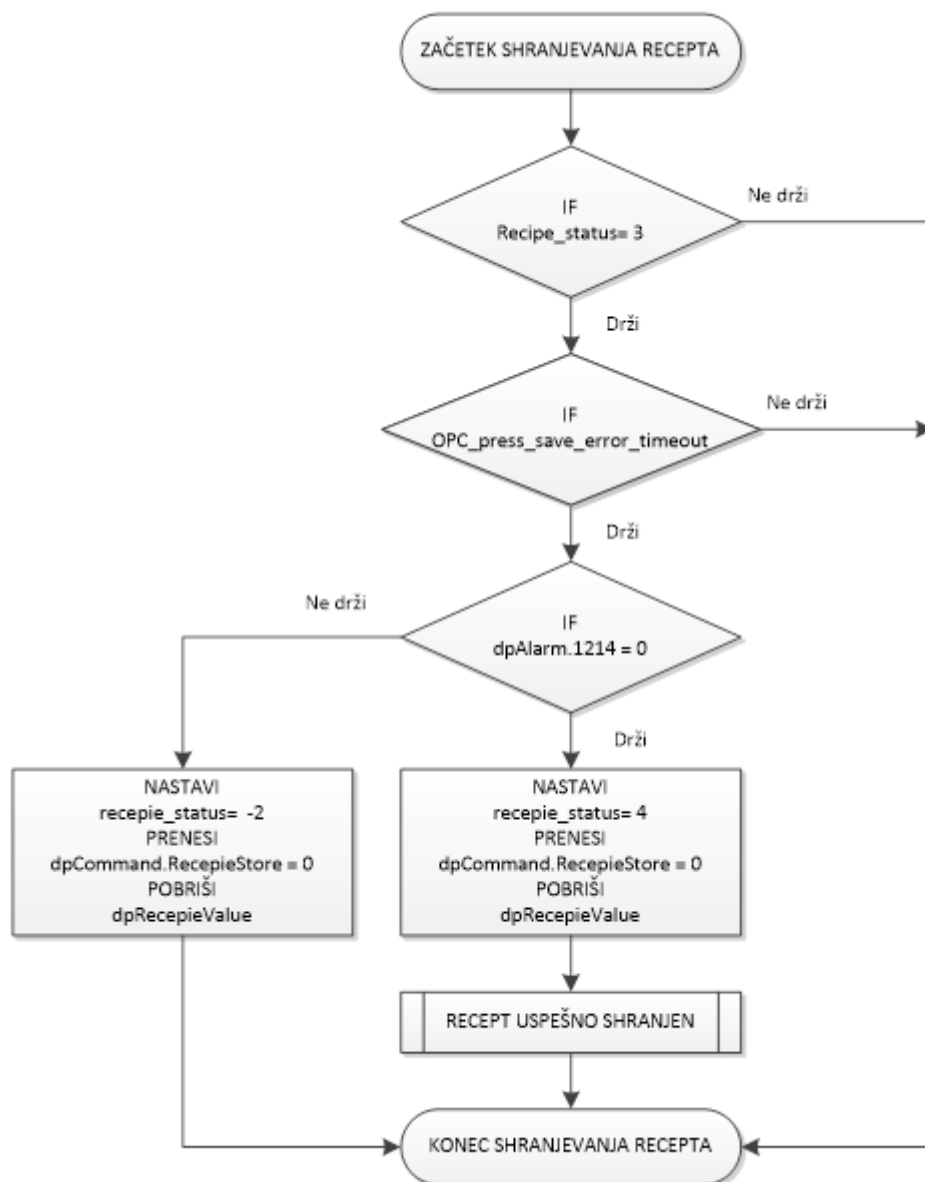 ZAČETEK SHRANJEVANJA RECEPTA
IF
Recipe_status= 3
Ne drži
Drži
IF
OPC_press_save_error_timeout
Ne drži
Drži
IF
dpAlarm.1214 = 0
Ne drži
Drži
NASTAVI
recepie_status=  -2
PRENESI
dpCommand.RecepieStore = 0
POBRIŠI
dpRecepieValue
NASTAVI
recepie_status= 4
PRENESI
dpCommand.RecepieStore = 0
POBRIŠI
dpRecepieValue
RECEPT USPEŠNO SHRANJEN
KONEC SHRANJEVANJA RECEPTA